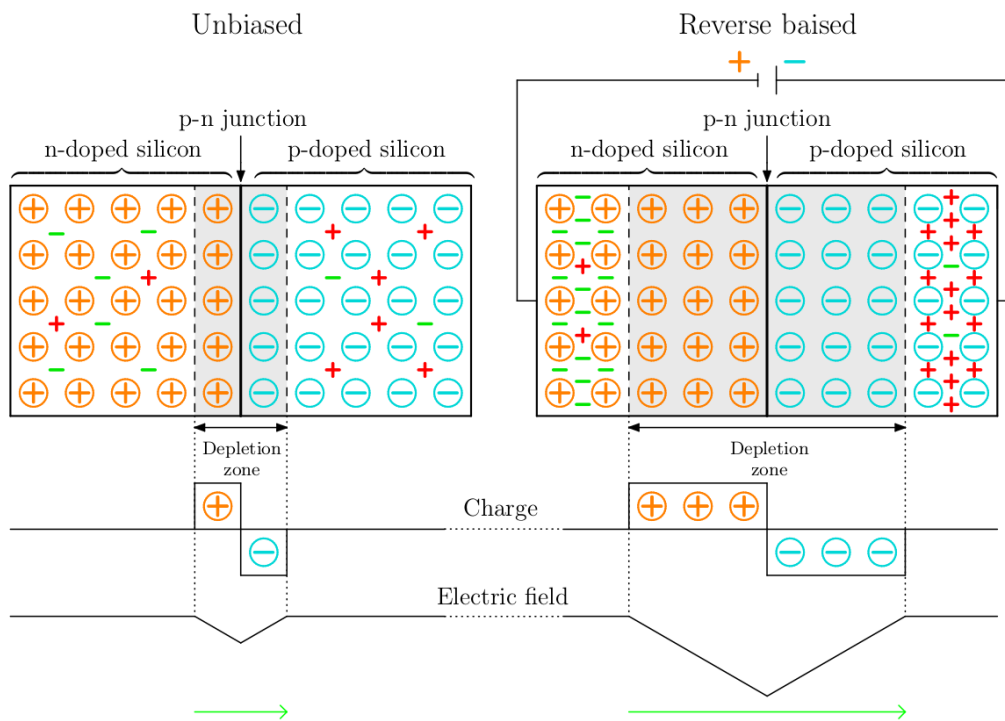 Unbiased
Reverse baised
p-n junction
n-doped silicon
p-doped silicon
p-n junction
n-doped silicon
p-doped silicon
Depletion
zone
Depletion
zone
Charge
Electric field